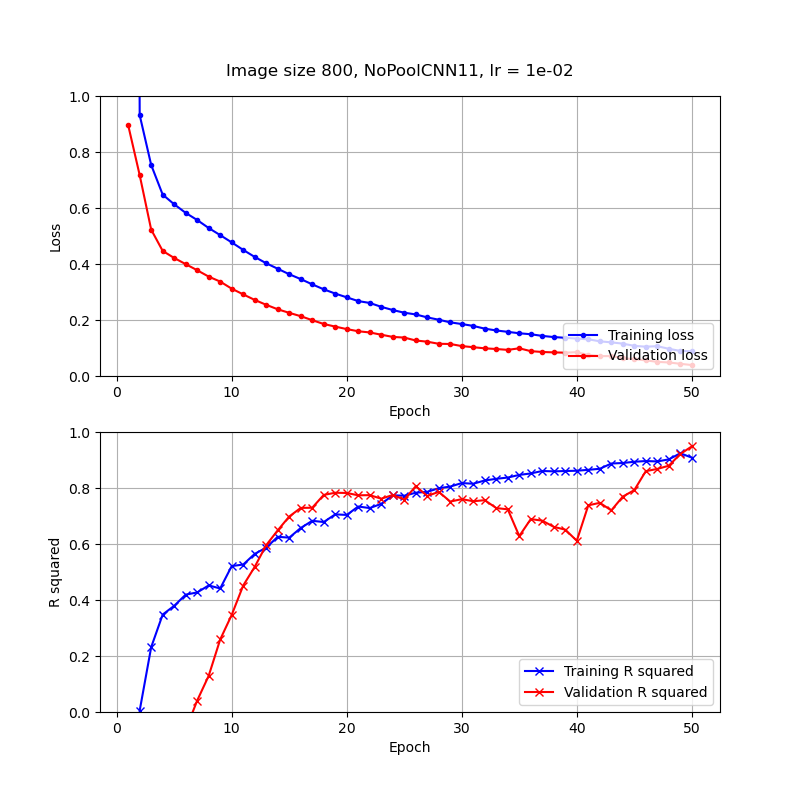 Image size 800, NoPoolCNN11, lr = 1e-02
1.0
0.8
0.6
0.4
0.2
0.0
Loss
0 10 20 30 40 50
Epoch
Training loss
Validation loss
1.0
0.8
0.6
0.4
0.2
0.0
R squared
0 10 20 30 40 50
Epoch
Training R squared
Validation R squared